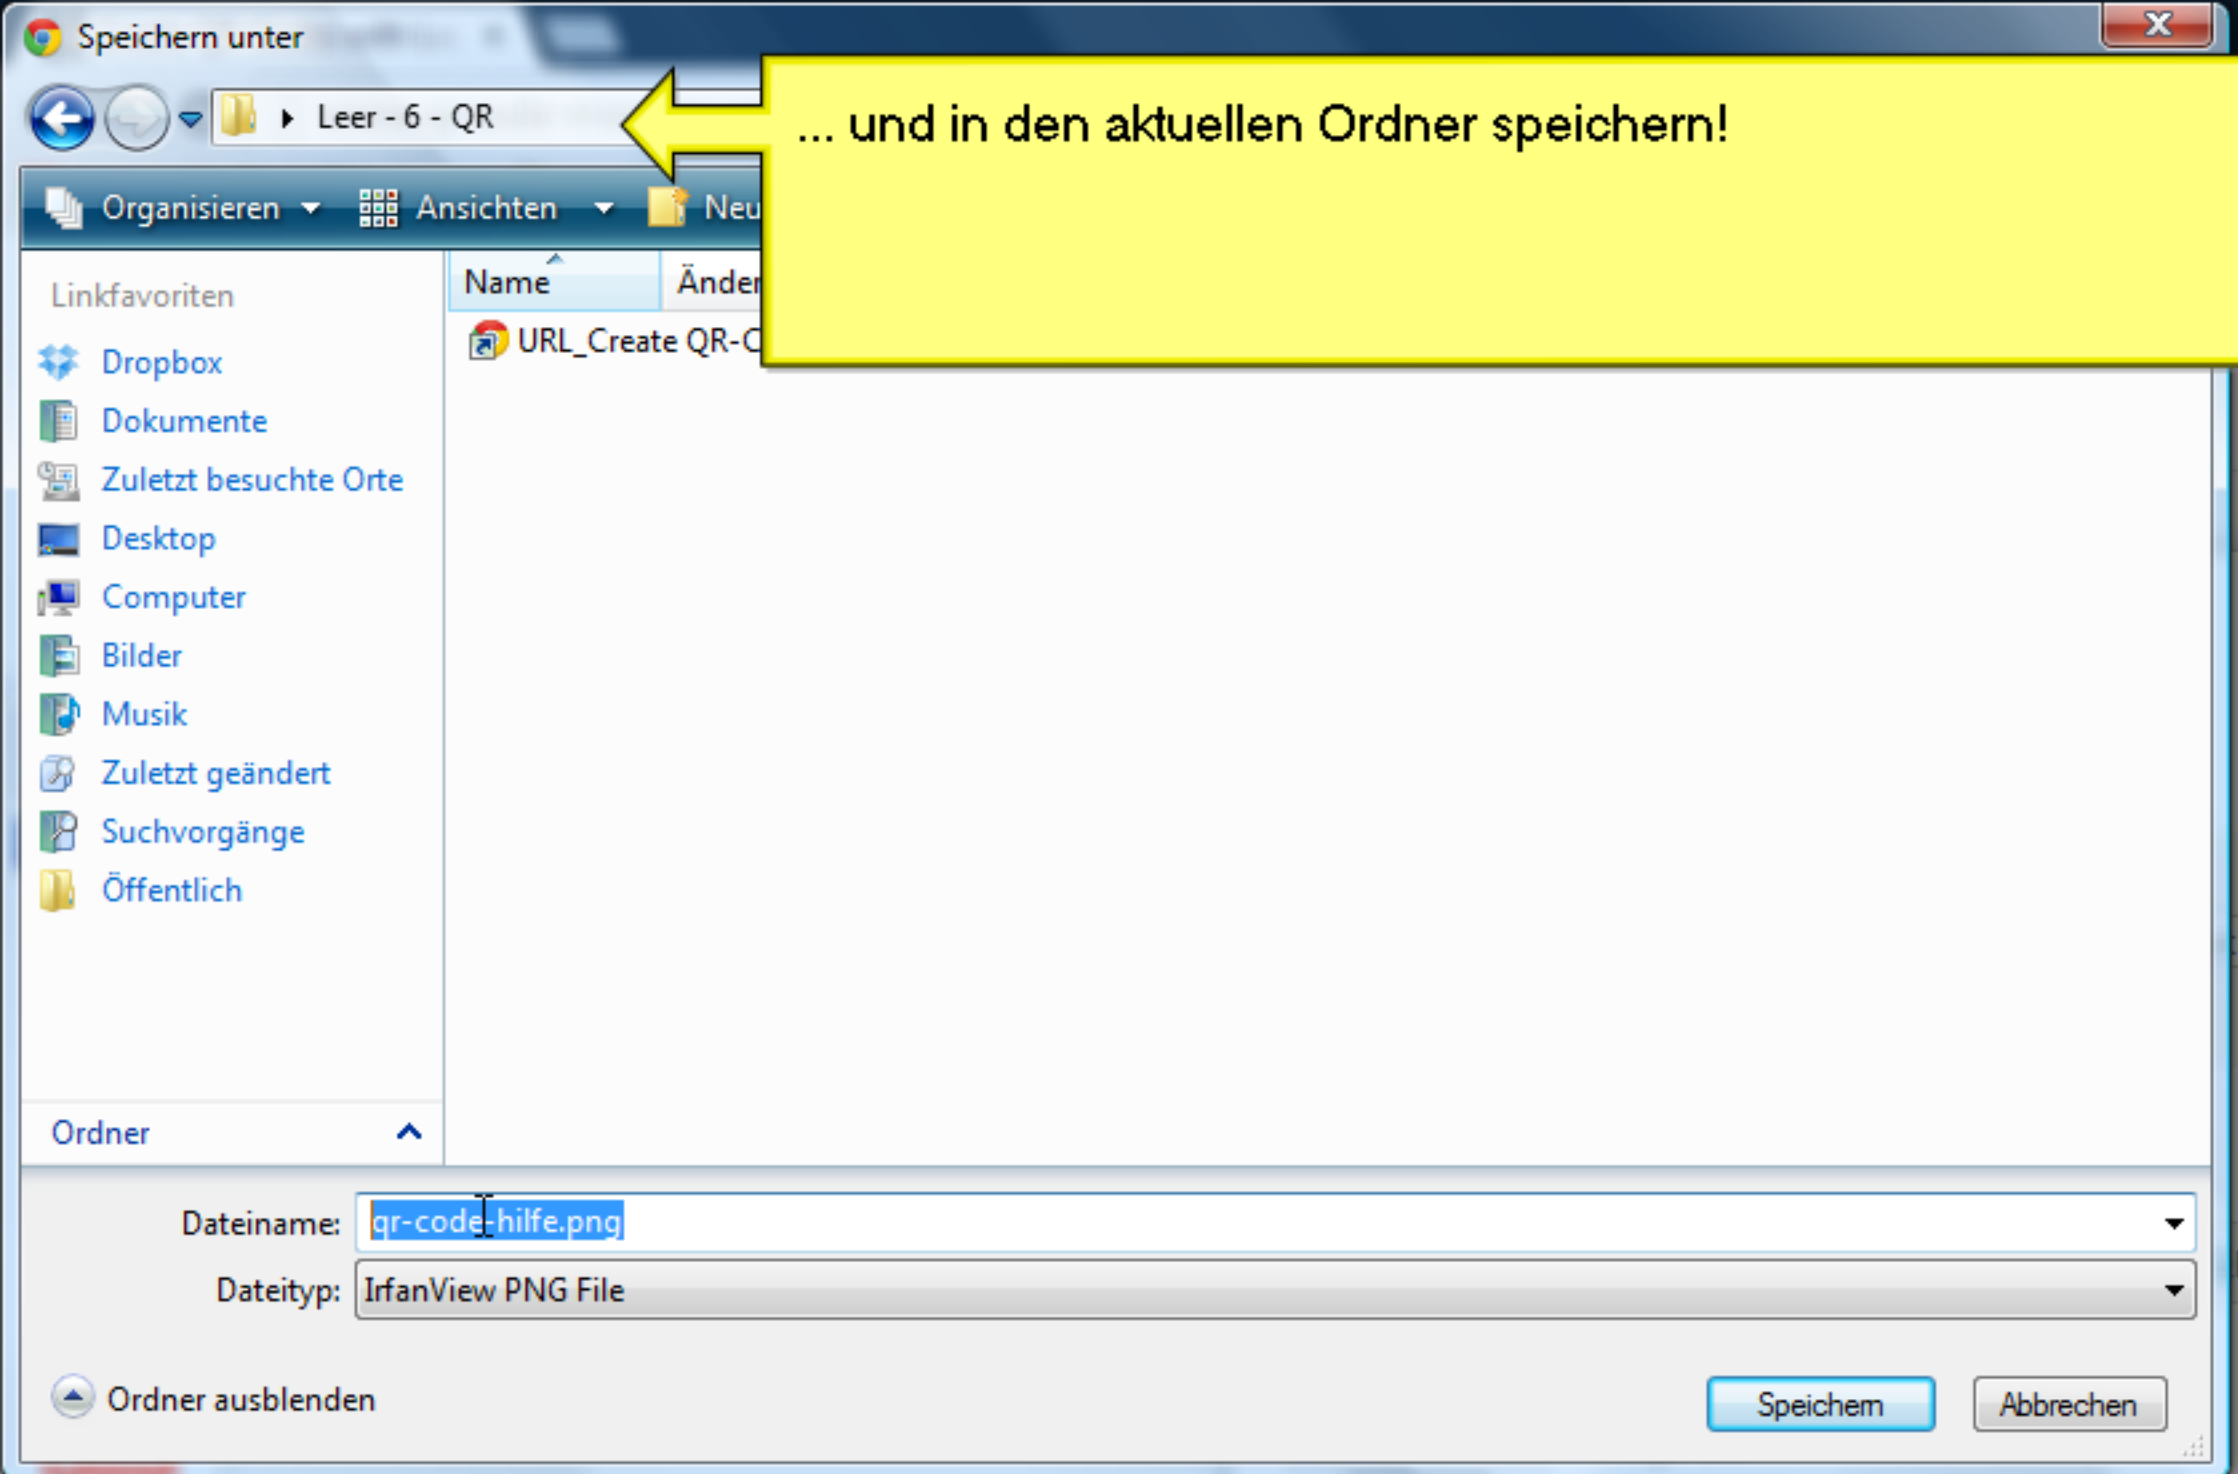 Speichern unter
Leer - 6 - QR
... und in den aktuellen Ordner speichern!
Organisieren
Ansichten
Neu
Linkfavoriten
Name
Änder
URL_Create QR-C
Dropbox
Dokumente
Zuletzt besuchte Orte
Desktop
Computer
Bilder
Musik
Zuletzt geändert
Suchvorgänge
Öffentlich
Ordner
Dateiname: qr-code-hilfe.png
Dateityp: IrfanView PNG File
Ordner ausblenden
Speichern
Abbrechen